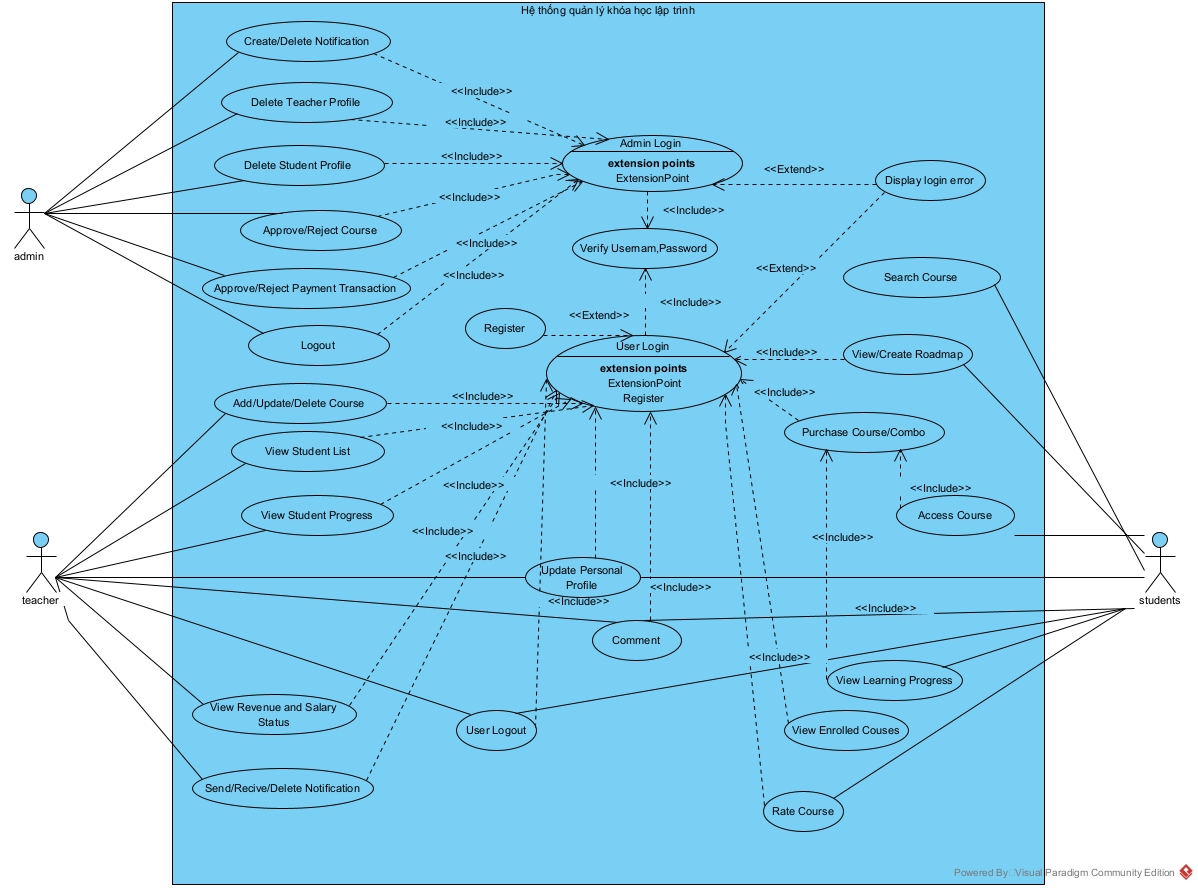 Hệ thống quản lý khóa học lập trình
Create/Delete Notification
<<Include>>
Delete Teacher Profile
<<Include>>
Admin Login
extension points
ExtensionPoint
Delete Student Profile
<<Include>>
<<Extend>>
Display login error
<<Include>>
<<Include>>
Approve/Reject Course
admin
<<Include>>
Verify Usernam,Password
<<Extend>>
<<Include>>
Search Course
Approve/Reject Payment Transaction
<<Include>>
Register
<<Extend>>
Logout
User Login
extension points
ExtensionPoint
Register
<<Include>>
View/Create Roadmap
Add/Update/Delete Course
<<Include>>
<<Include>>
<<Include>>
Purchase Course/Combo
View Student List
<<Include>>
<<Include>>
<<Include>>
View Student Progress
Access Course
<<Include>>
<<Include>>
<<Include>>
Update Personal
Profile
<<Include>>
<<Include>>
teacher
students
<<Include>>
Comment
<<Include>>
View Learning Progress
View Revenue and Salary
Status
User Logout
View Enrolled Couses
Send/Recive/Delete Notification
Rate Course
Powered By Visual Paradigm Community Edition